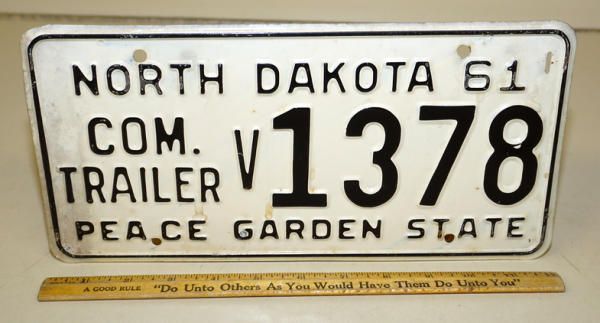 NORTH DAKOTA 61
COM.
TRAILER
V1378
PEACE GARDEN STATE
A GOOD RULE "Do Unto Others As You Would Have Them Do Unto You"